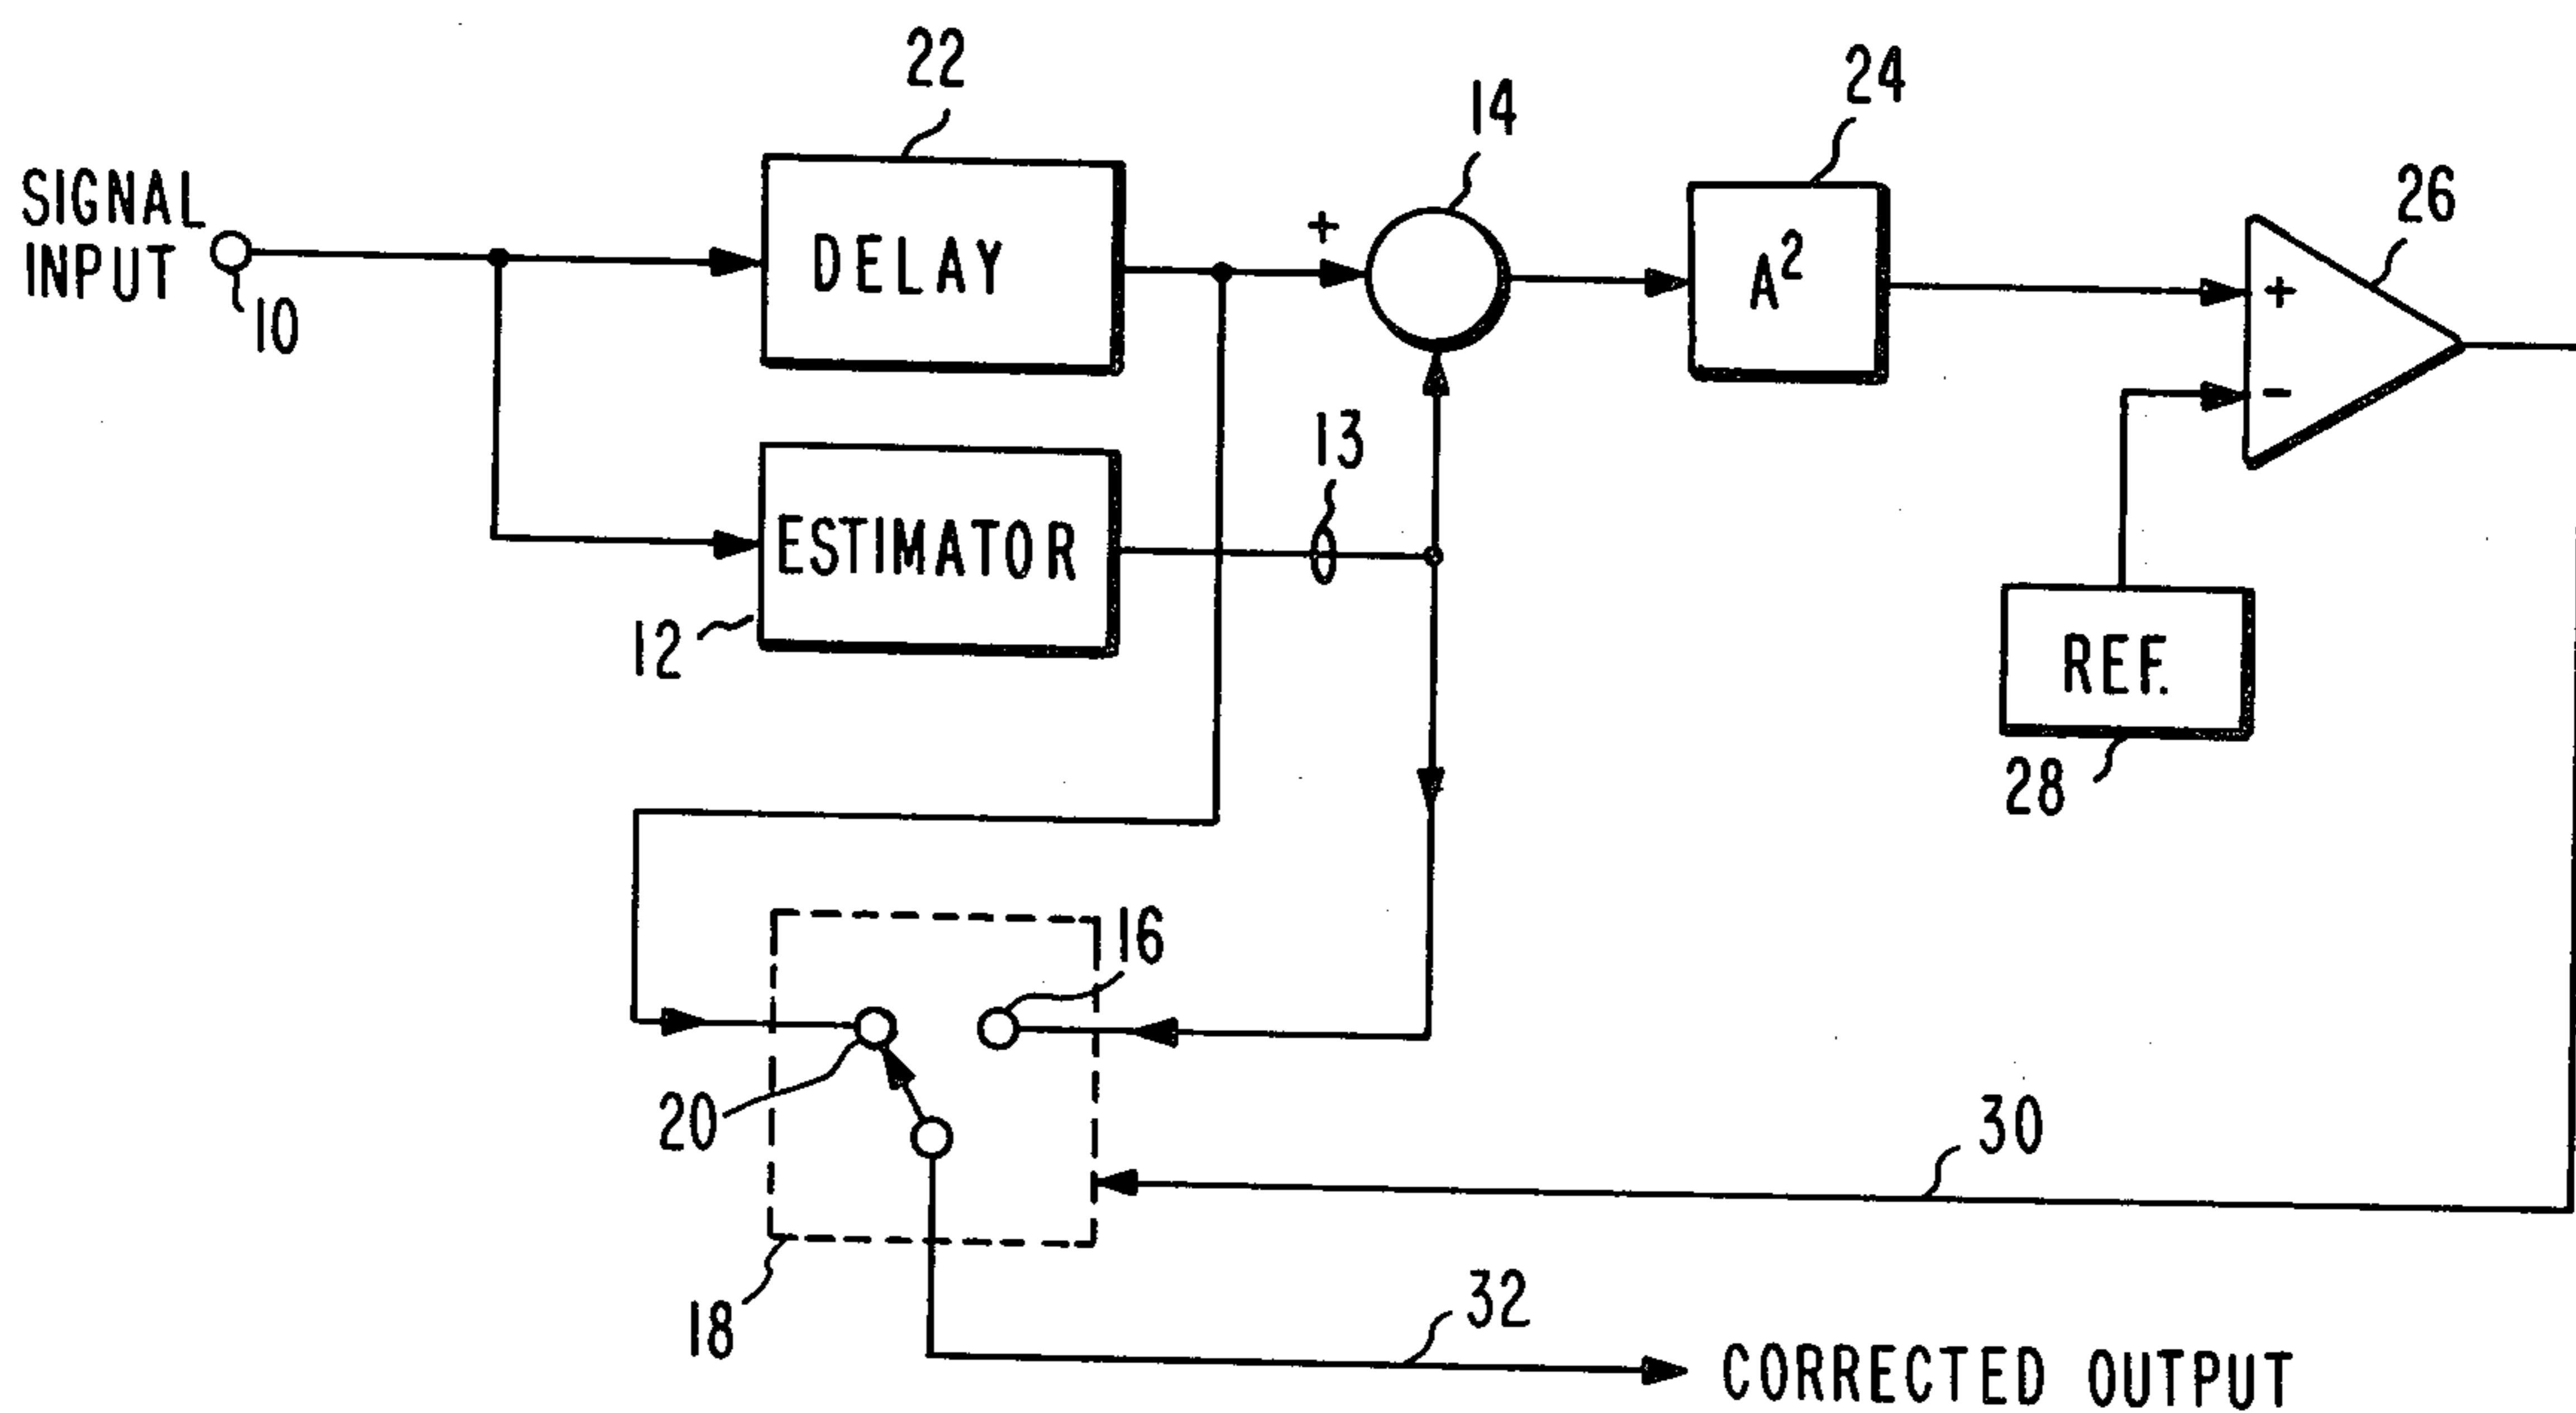 22
24
14
SIGNAL
INPUT
10
DELAY
+
A²
26
+
-
13
ESTIMATOR
12
REF.
28
16
20
30
18
32
CORRECTED OUTPUT